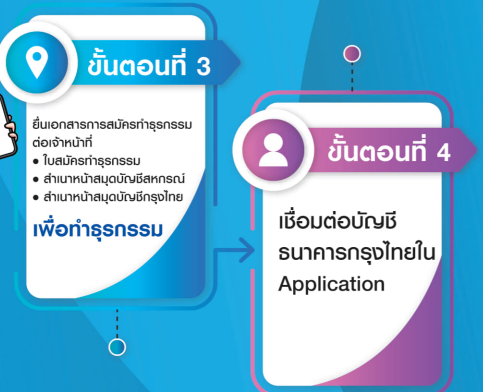 ขั้นตอนที่ 3
ยื่นเอกสารการสมัครทำธุรกรรม
ต่อเจ้าหน้าที่
• ใบสมัครทำธุรกรรม
• สำเนาหน้าสมุดบัญชีสหกรณ์
• สำเนาหน้าสมุดบัญชีกรุงไทย
เพื่อทำธุรกรรม
ขั้นตอนที่ 4
เชื่อมต่อบัญชี
ธนาคารกรุงไทยใน
Application